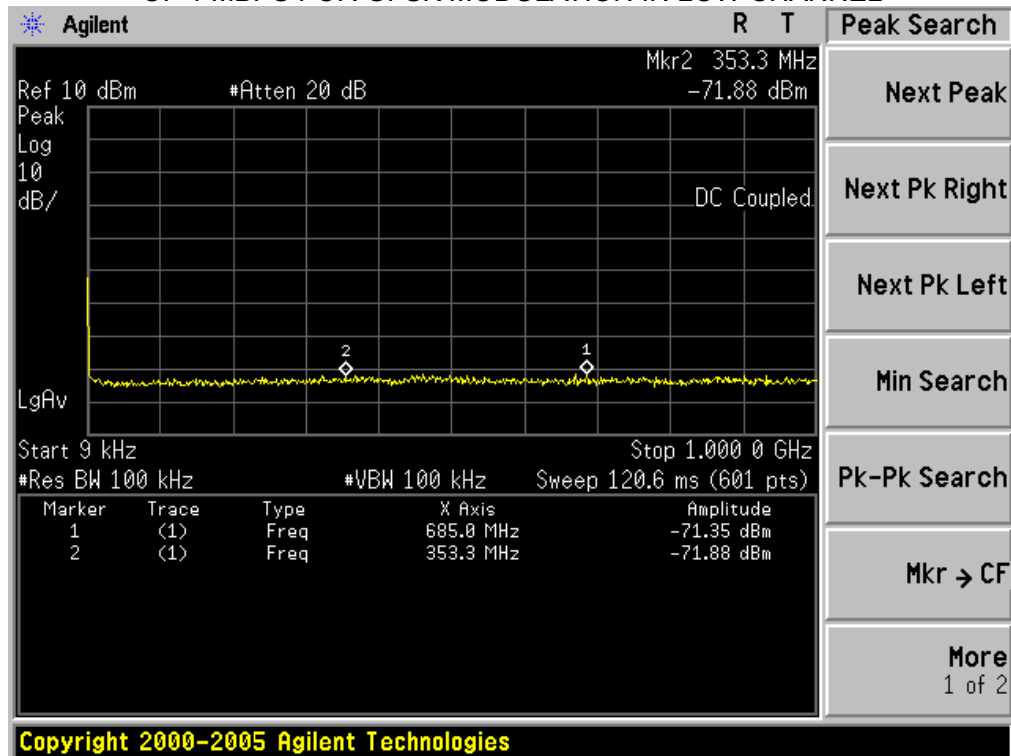 Agilent R T Peak Search
Mkr2 353.3 MHz
Ref 10 dBm #Atten 20 dB -71.88 dBm
Peak
Log
10
dB/
DC Coupled
2 1
LgAv
Start 9 kHz Stop 1.000 0 GHz
#Res BW 100 kHz #VBW 100 kHz Sweep 120.6 ms (601 pts)
Marker Trace Type X Axis Amplitude
1 (1) Freq 685.0 MHz -71.35 dBm
2 (1) Freq 353.3 MHz -71.88 dBm
Next Peak
Next Pk Right
Next Pk Left
Min Search
Pk-Pk Search
Mkr → CF
More
1 of 2
Copyright 2000-2005 Agilent Technologies